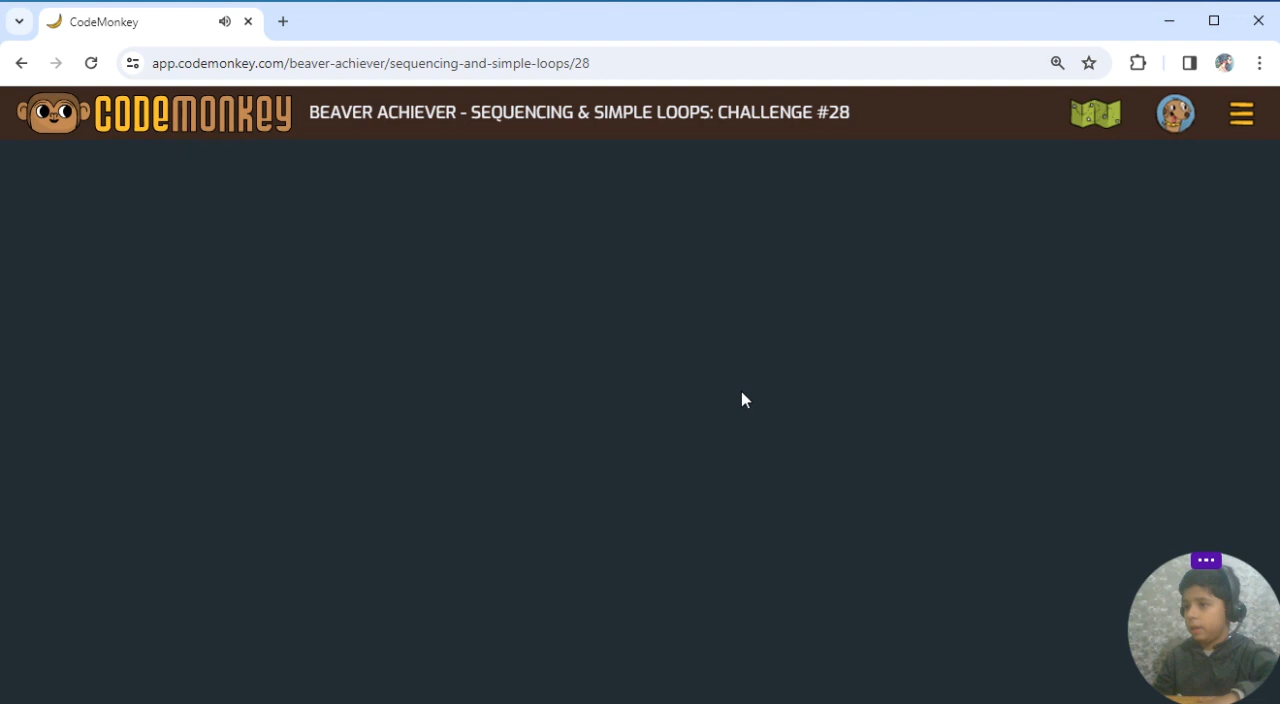 CodeMonkey
app.codemonkey.com/beaver-achiever/sequencing-and-simple-loops/28
CODEMONKEY
BEAVER ACHIEVER - SEQUENCING & SIMPLE LOOPS: CHALLENGE #28